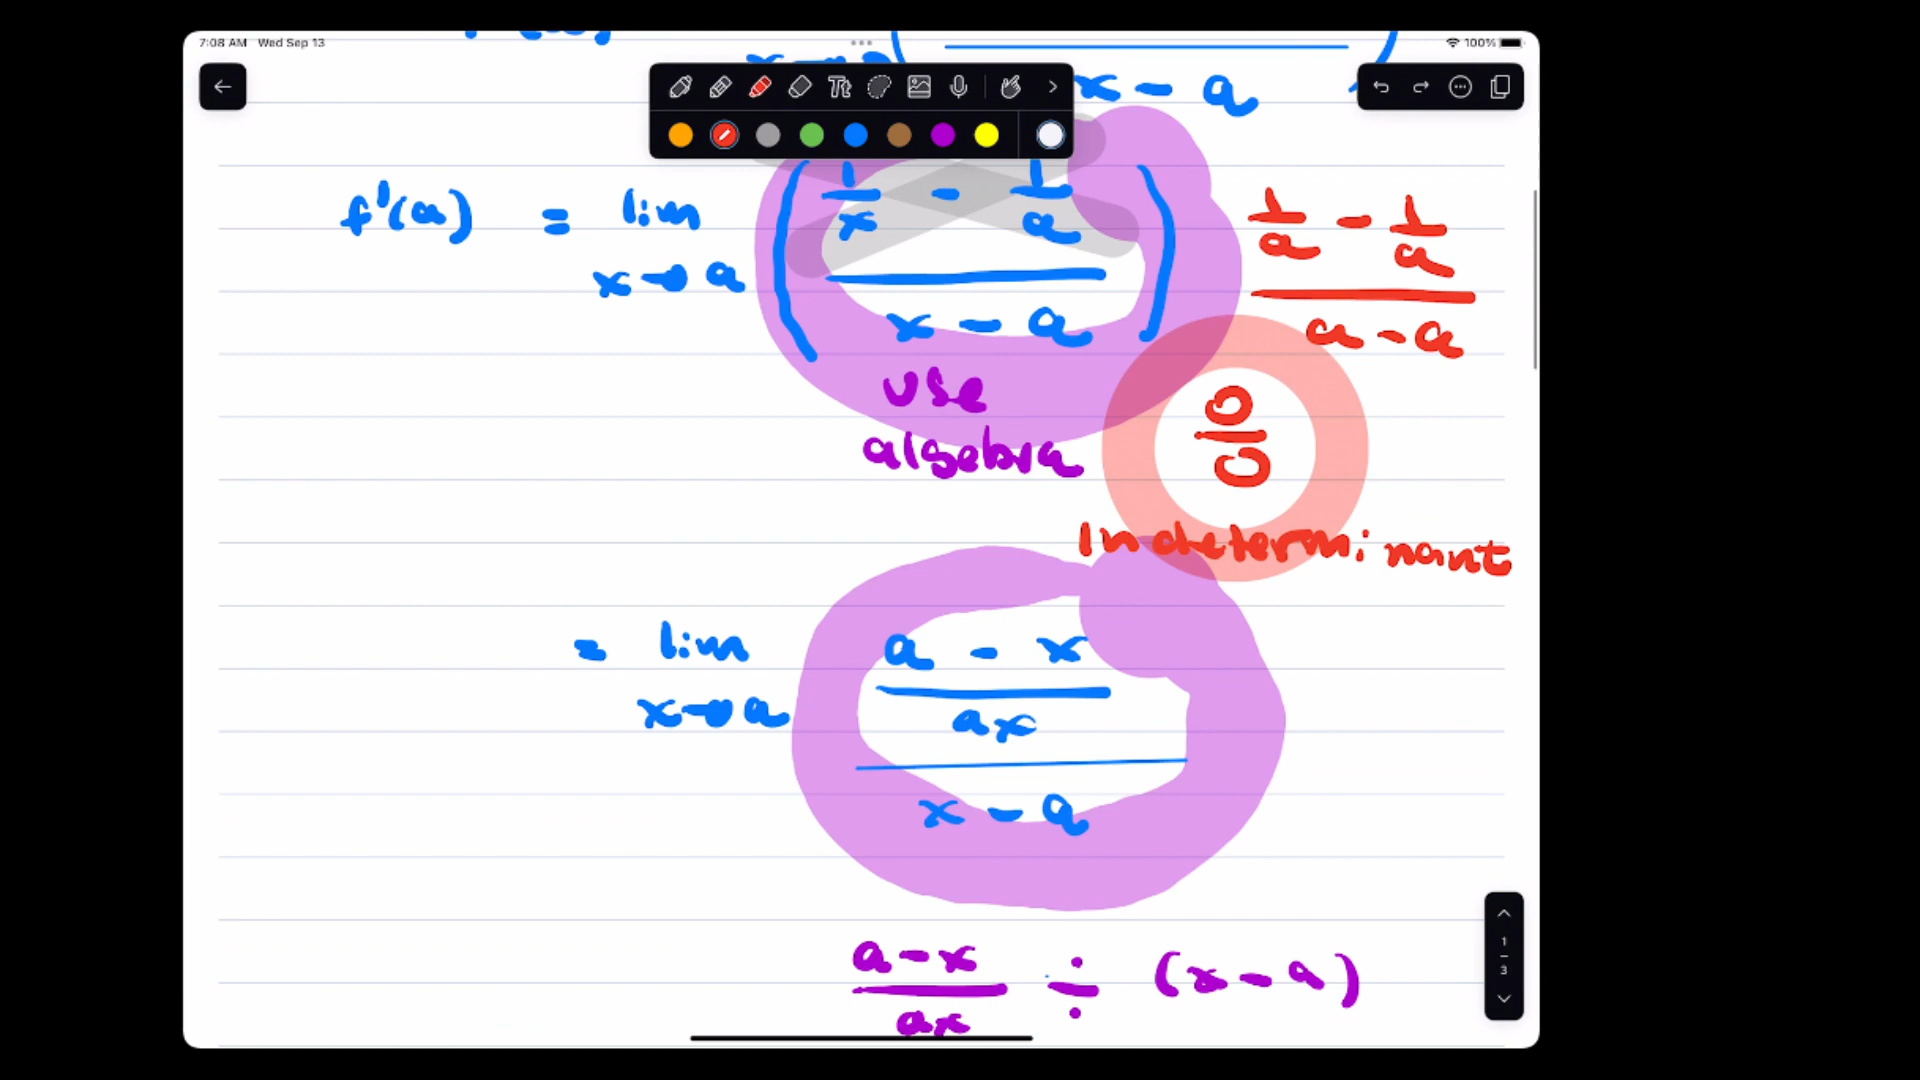 7:08 AM Wed Sep 13
100%
x - a
Tt
f'(a) = lim x→a ( (1/x - 1/a) / (x - a) )
(1/a - 1/a) / (a - a)
use
algebra
0/0
Indeterminant
= lim x→a ((a - x)/ax) / (x - a)
(a-x)/ax ÷ (x-a)
1
3